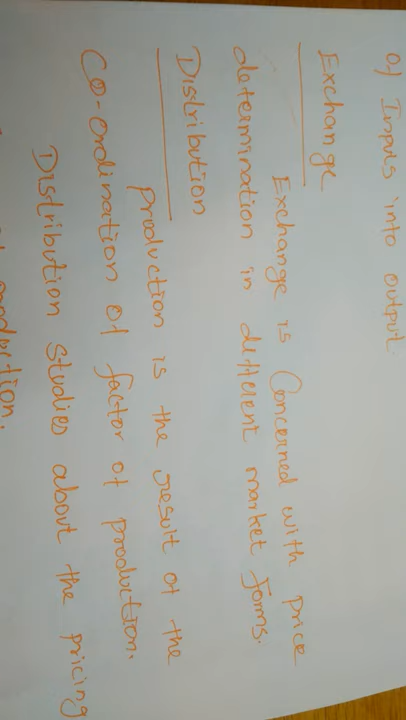 of Inputs into output.
Exchange
Exchange is Concerned with price
determination in different market forms.
Distribution
Production is the result of the
Co-ordination of factor of production.
Distribution studies about the pricing
production.